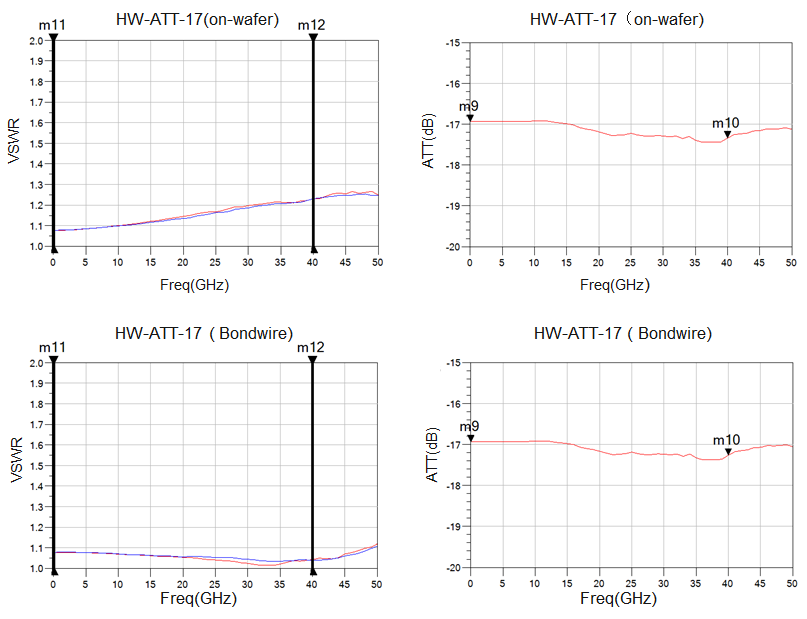 HW-ATT-17(on-wafer)
m11
m12
2.0
1.9
1.8
1.7
1.6
1.5
1.4
1.3
1.2
1.1
1.0
VSWR
0 5 10 15 20 25 30 35 40 45 50
Freq(GHz)
HW-ATT-17（on-wafer)
-15
-16
-17
-18
-19
-20
m9
m10
ATT(dB)
0 5 10 15 20 25 30 35 40 45 50
Freq(GHz)
HW-ATT-17 ( Bondwire)
m11
m12
2.0
1.9
1.8
1.7
1.6
1.5
1.4
1.3
1.2
1.1
1.0
VSWR
0 5 10 15 20 25 30 35 40 45 50
Freq(GHz)
HW-ATT-17 ( Bondwire)
-15
-16
-17
-18
-19
-20
m9
m10
ATT(dB)
0 5 10 15 20 25 30 35 40 45 50
Freq(GHz)